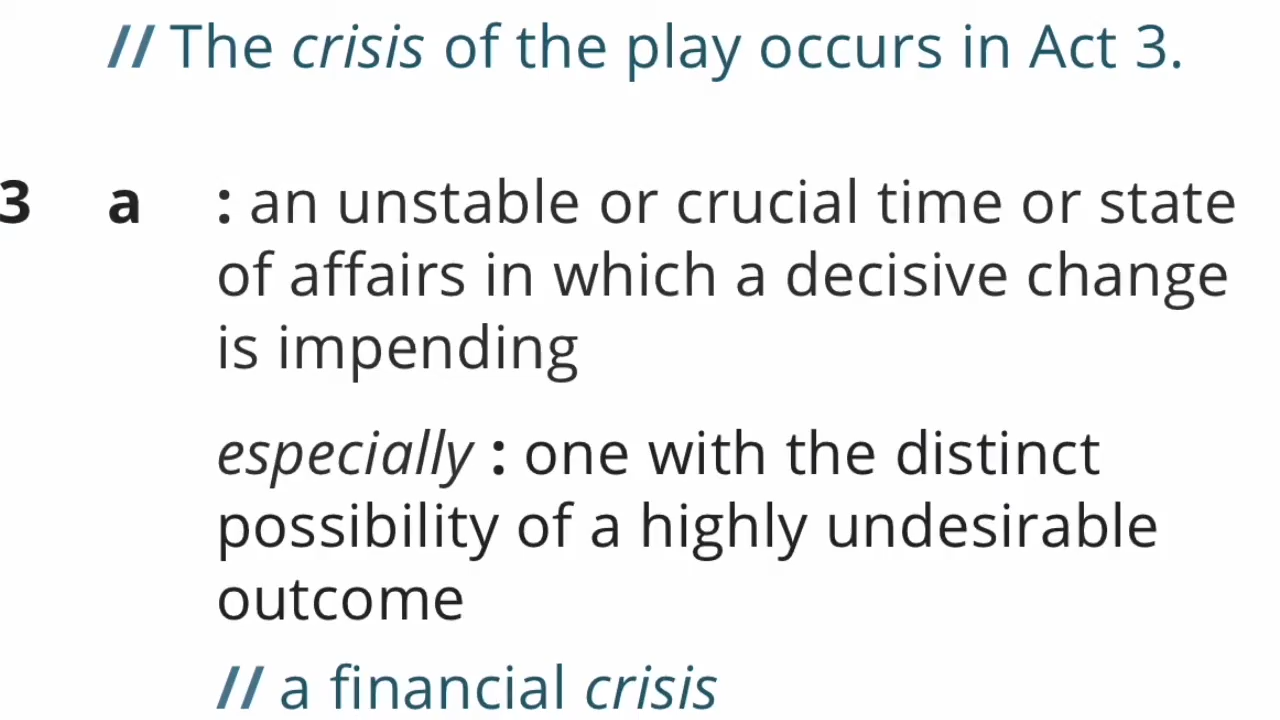 // The crisis of the play occurs in Act 3.
3 a : an unstable or crucial time or state
of affairs in which a decisive change
is impending
especially : one with the distinct
possibility of a highly undesirable
outcome
// a financial crisis